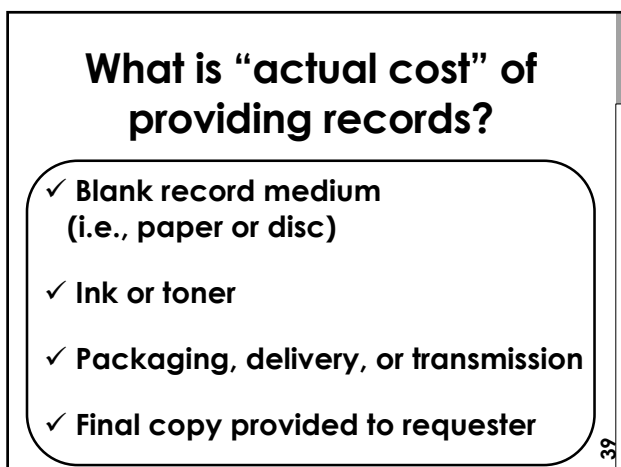 What is “actual cost” of
providing records?
✓ Blank record medium
(i.e., paper or disc)
✓ Ink or toner
✓ Packaging, delivery, or transmission
✓ Final copy provided to requester
39